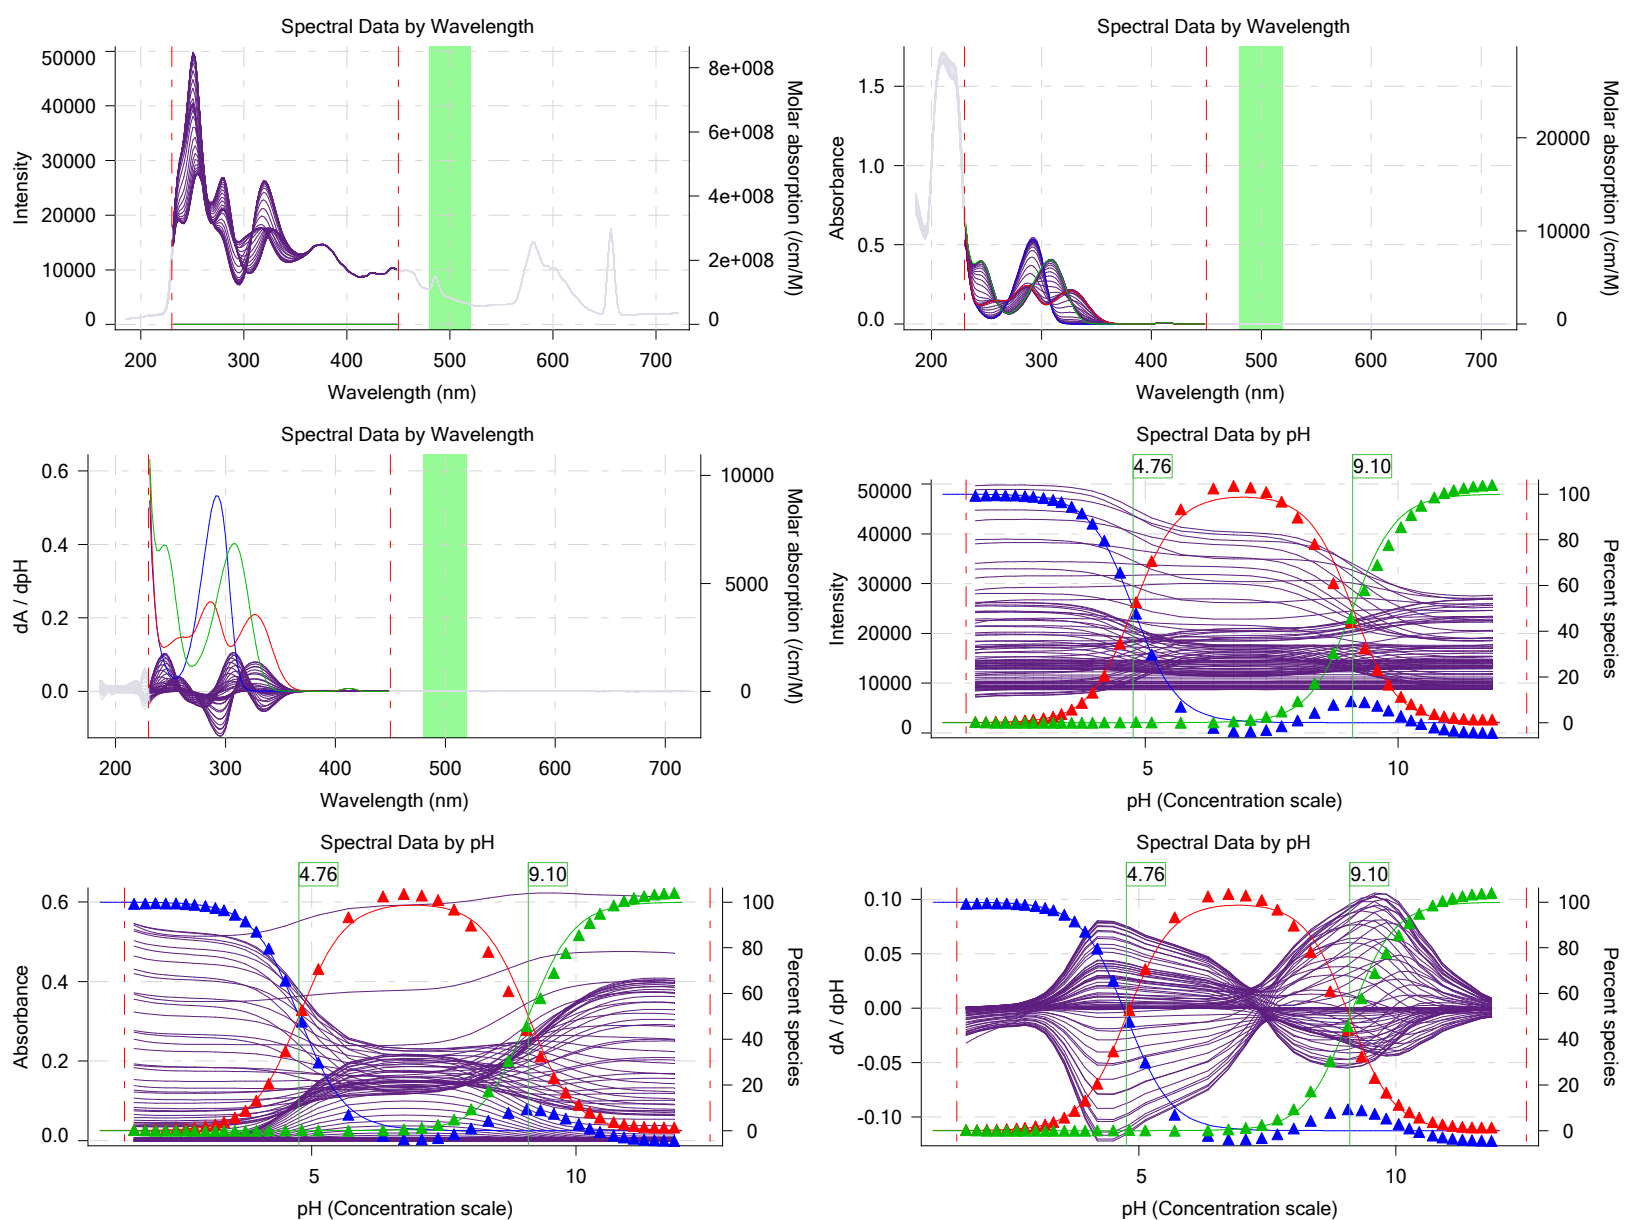 Spectral Data by Wavelength
50000
40000
30000
20000
10000
0
Intensity
8e+008
6e+008
4e+008
2e+008
0
Molar absorption (/cm/M)
200 300 400 500 600 700
Wavelength (nm)
Spectral Data by Wavelength
1.5
1.0
0.5
0.0
Absorbance
20000
10000
0
Molar absorption (/cm/M)
200 300 400 500 600 700
Wavelength (nm)
Spectral Data by Wavelength
0.6
0.4
0.2
0.0
dA / dpH
10000
5000
0
Molar absorption (/cm/M)
200 300 400 500 600 700
Wavelength (nm)
Spectral Data by pH
4.76 9.10
50000
40000
30000
20000
10000
0
Intensity
100
80
60
40
20
0
Percent species
5 10
pH (Concentration scale)
Spectral Data by pH
4.76 9.10
0.6
0.4
0.2
0.0
Absorbance
100
80
60
40
20
0
Percent species
5 10
pH (Concentration scale)
Spectral Data by pH
4.76 9.10
0.10
0.05
0.00
-0.05
-0.10
dA / dpH
100
80
60
40
20
0
Percent species
5 10
pH (Concentration scale)